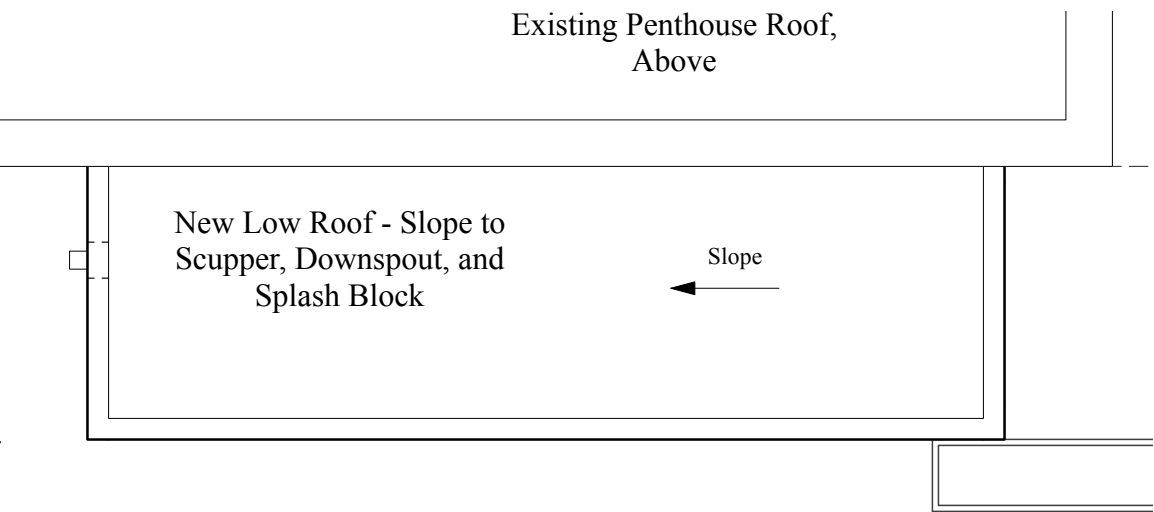 Existing Penthouse Roof,
Above
New Low Roof - Slope to
Scupper, Downspout, and
Splash Block
Slope